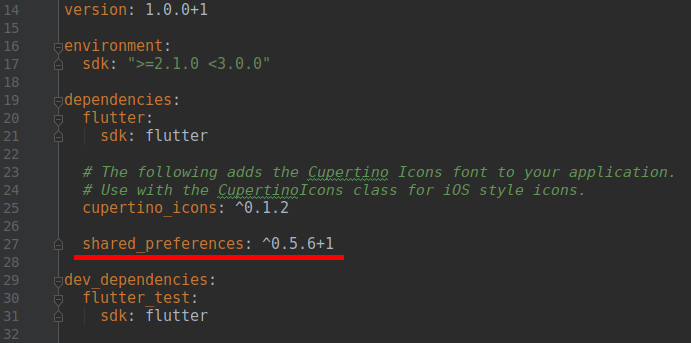 14 version: 1.0.0+1
15
16 environment:
17   sdk: ">=2.1.0 <3.0.0"
18
19 dependencies:
20   flutter:
21     sdk: flutter
22
23   # The following adds the Cupertino Icons font to your application.
24   # Use with the CupertinoIcons class for iOS style icons.
25   cupertino_icons: ^0.1.2
26
27   shared_preferences: ^0.5.6+1
28
29 dev_dependencies:
30   flutter_test:
31     sdk: flutter
32